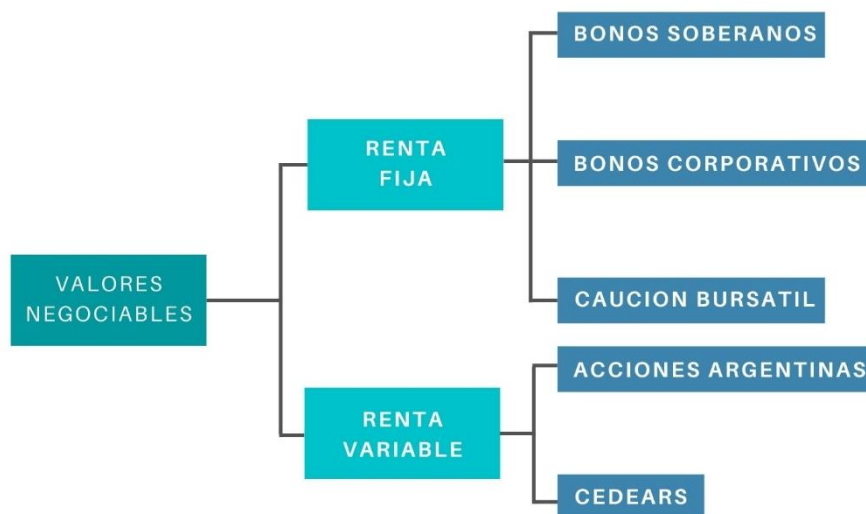 VALORES
NEGOCIABLES
RENTA
FIJA
BONOS SOBERANOS
BONOS CORPORATIVOS
CAUCION BURSATIL
RENTA
VARIABLE
ACCIONES ARGENTINAS
CEDEARS